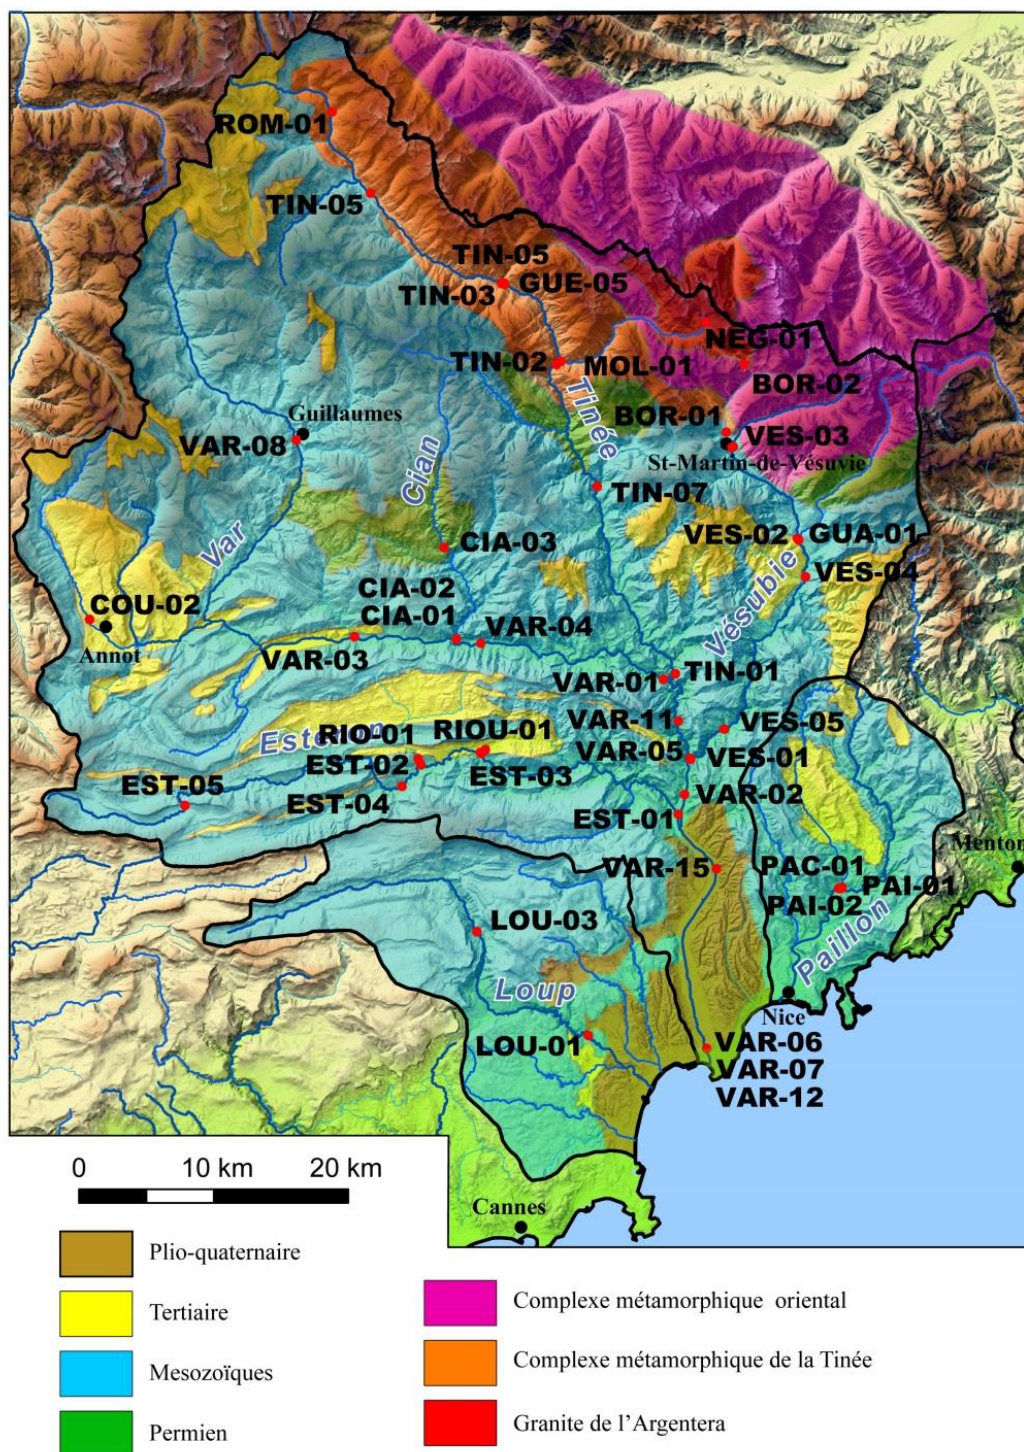 ROM-01
TIN-05
TIN-05
TIN-03
GUE-05
NEG-01
TIN-02
MOL-01
BOR-02
Tinée
BOR-01
Guillaumes
VAR-08
VES-03
St-Martin-de-Vésuvie
Cian
TIN-07
VES-02
GUA-01
Var
CIA-03
VES-04
CIA-02
CIA-01
COU-02
VAR-04
Vésubie
Annot
VAR-03
TIN-01
VAR-01
VAR-11
VES-05
Esteron
RIO-01
RIOU-01
VAR-05
VES-01
EST-02
EST-03
EST-05
EST-04
VAR-02
EST-01
Menton
VAR-15
PAC-01
PAI-01
PAI-02
LOU-03
Paillon
Loup
Nice
LOU-01
VAR-06
VAR-07
VAR-12
0 10 km 20 km
Cannes
Plio-quaternaire
Tertiaire
Mesozoïques
Permien
Complexe métamorphique oriental
Complexe métamorphique de la Tinée
Granite de l'Argentera